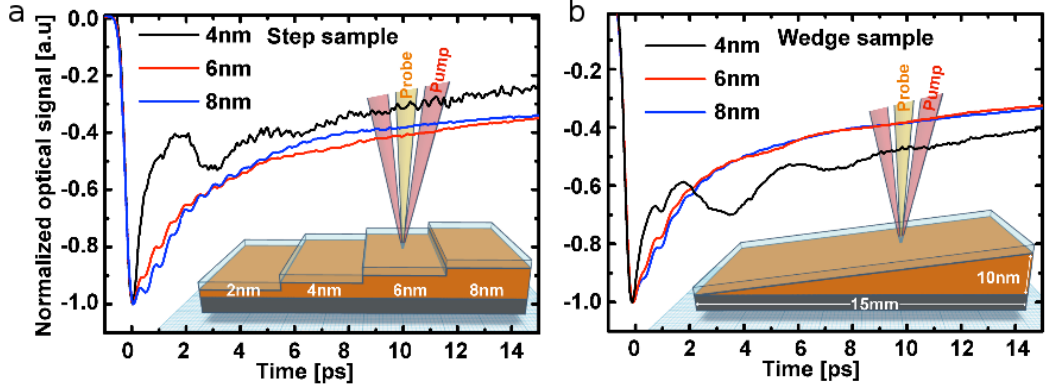 a
Normalized optical signal [a.u]
0.0
-0.2
-0.4
-0.6
-0.8
-1.0
4nm
6nm
8nm
Step sample
Probe
Pump
2nm 4nm 6nm 8nm
0 2 4 6 8 10 12 14
Time [ps]
b
-0.2
-0.4
-0.6
-0.8
-1.0
4nm
6nm
8nm
Wedge sample
Probe
Pump
10nm
15mm
0 2 4 6 8 10 12 14
Time [ps]